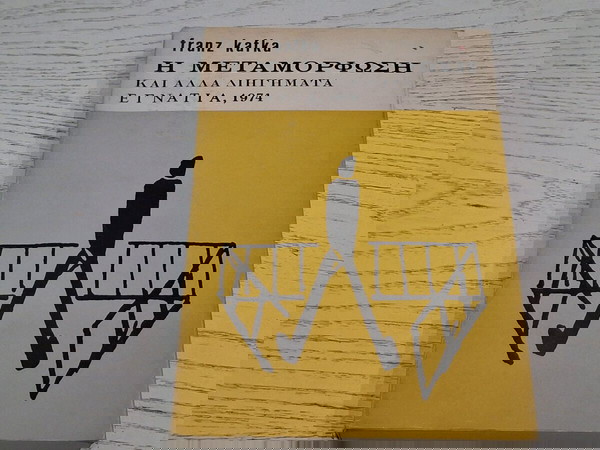 franz kafka
Η ΜΕΤΑΜΟΡΦΩΣΗ
ΚΑΙ ΑΛΛΑ ΔΙΗΓΗΜΑΤΑ
ΕΓΝΑΤΙΑ, 1974